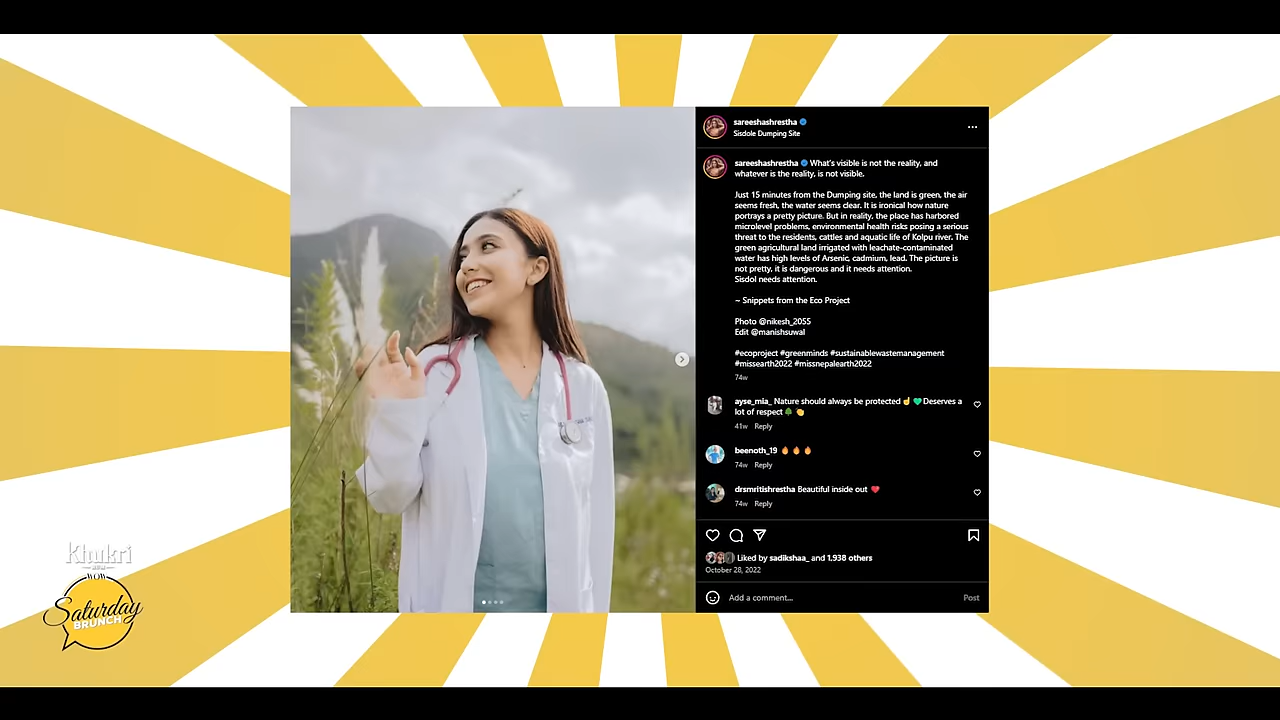 sareeshashrestha
Sisdole Dumping Site
sareeshashrestha What's visible is not the reality, and
whatever is the reality, is not visible.
Just 15 minutes from the Dumping site, the land is green, the air
seems fresh, the water seems clear. It is ironical how nature
portrays a pretty picture. But in reality, the place has harbored
microlevel problems, environmental health risks posing a serious
threat to the residents, cattles and aquatic life of Kolpu river. The
green agricultural land irrigated with leachate-contaminated
water has high levels of Arsenic, cadmium, lead. The picture is
not pretty, it is dangerous and it needs attention.
Sisdol needs attention.
~ Snippets from the Eco Project
Photo @nikesh_2055
Edit @manishsuwal
#ecoproject #greenminds #sustainablewastemanagement
#missearth2022 #missnepalearth2022
74w
ayse_mia_ Nature should always be protected ☝💚Deserves a
lot of respect🌲👏
41w Reply
beenoth_19 🔥🔥🔥
74w Reply
drsmritishrestha Beautiful inside out ❤️
74w Reply
Liked by sadikshaa_ and 1,938 others
October 28, 2022
Add a comment... Post
Khukri
RUM
WOW
Saturday
BRUNCH